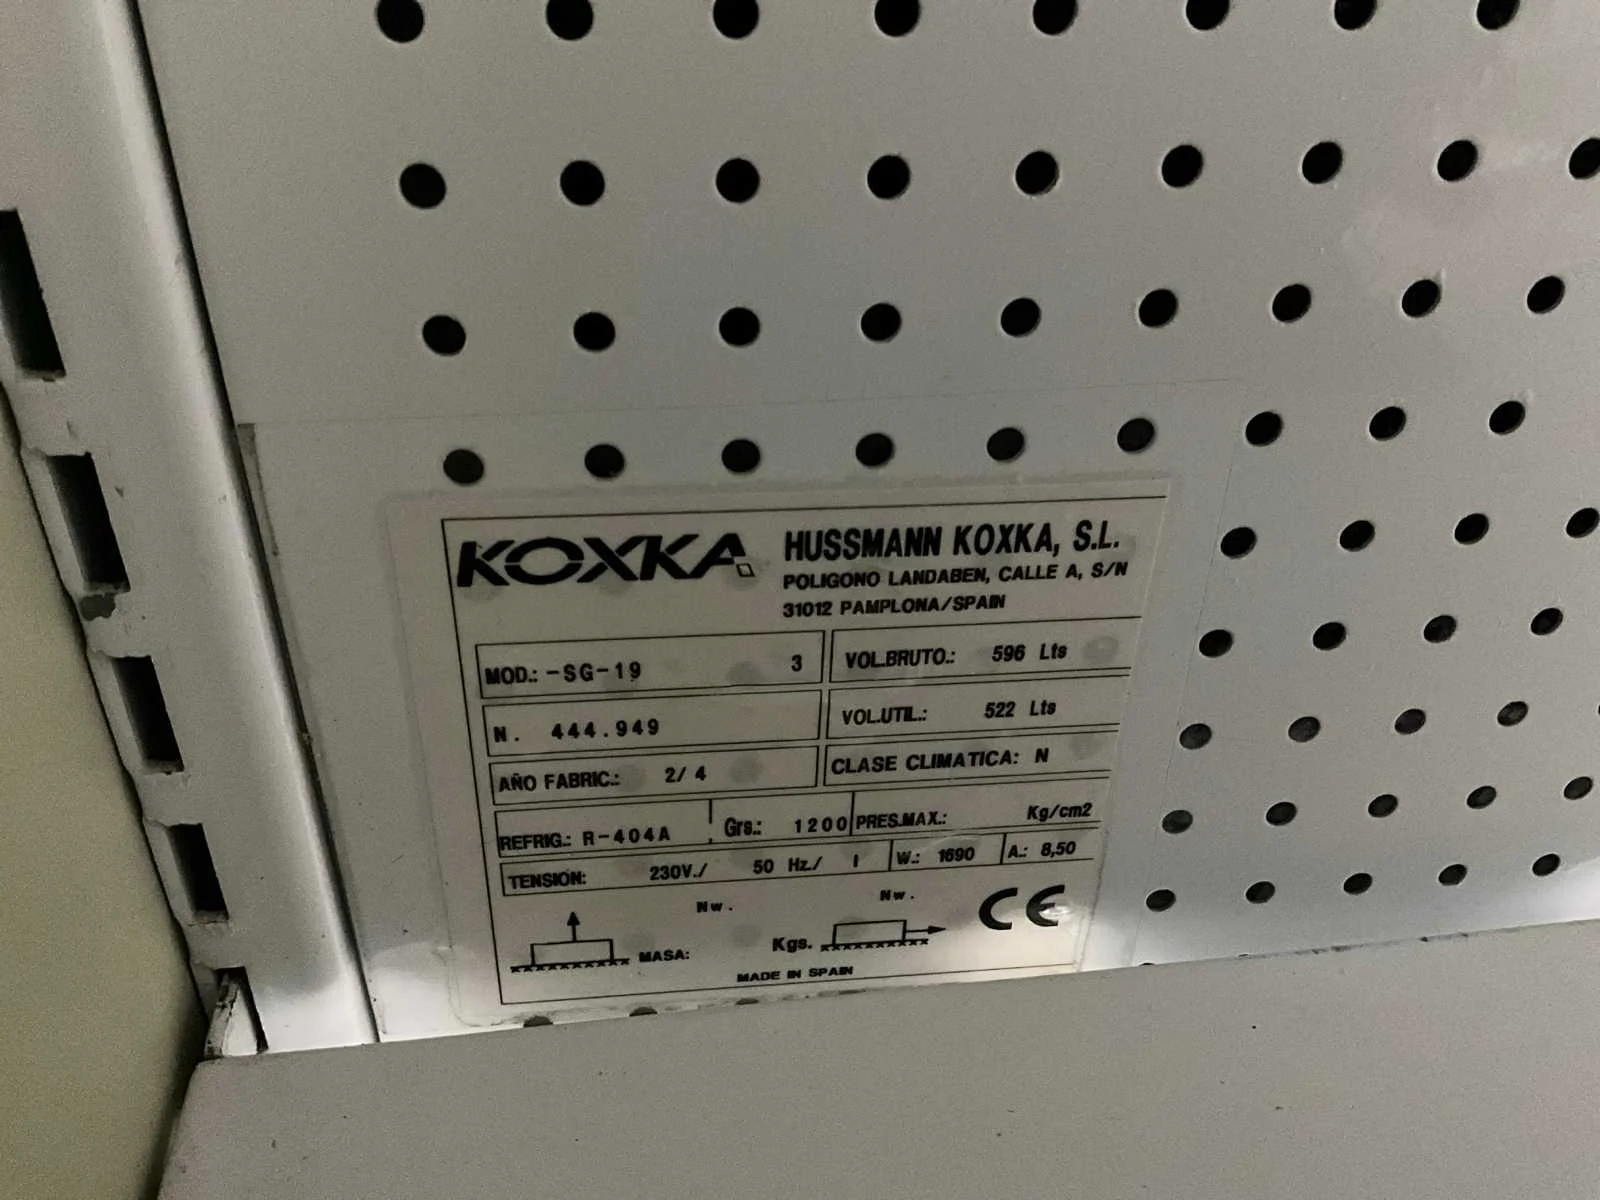 KOXKA
HUSSMANN KOXKA, S.L.
POLIGONO LANDABEN, CALLE A, S/N
31012 PAMPLONA/SPAIN
MOD.: -SG-19 3
VOL.BRUTO.: 596 Lts
N. 444.949
VOL.UTIL.: 522 Lts
AÑO FABRIC.: 2/ 4
CLASE CLIMATICA: N
REFRIG.: R-404A Grs.: 1200 PRES.MAX.: Kg/cm2
TENSION: 230V./ 50 Hz./ I W.: 1690 A.: 8,50
Nw. Nw.
MASA: Kgs. CE
MADE IN SPAIN